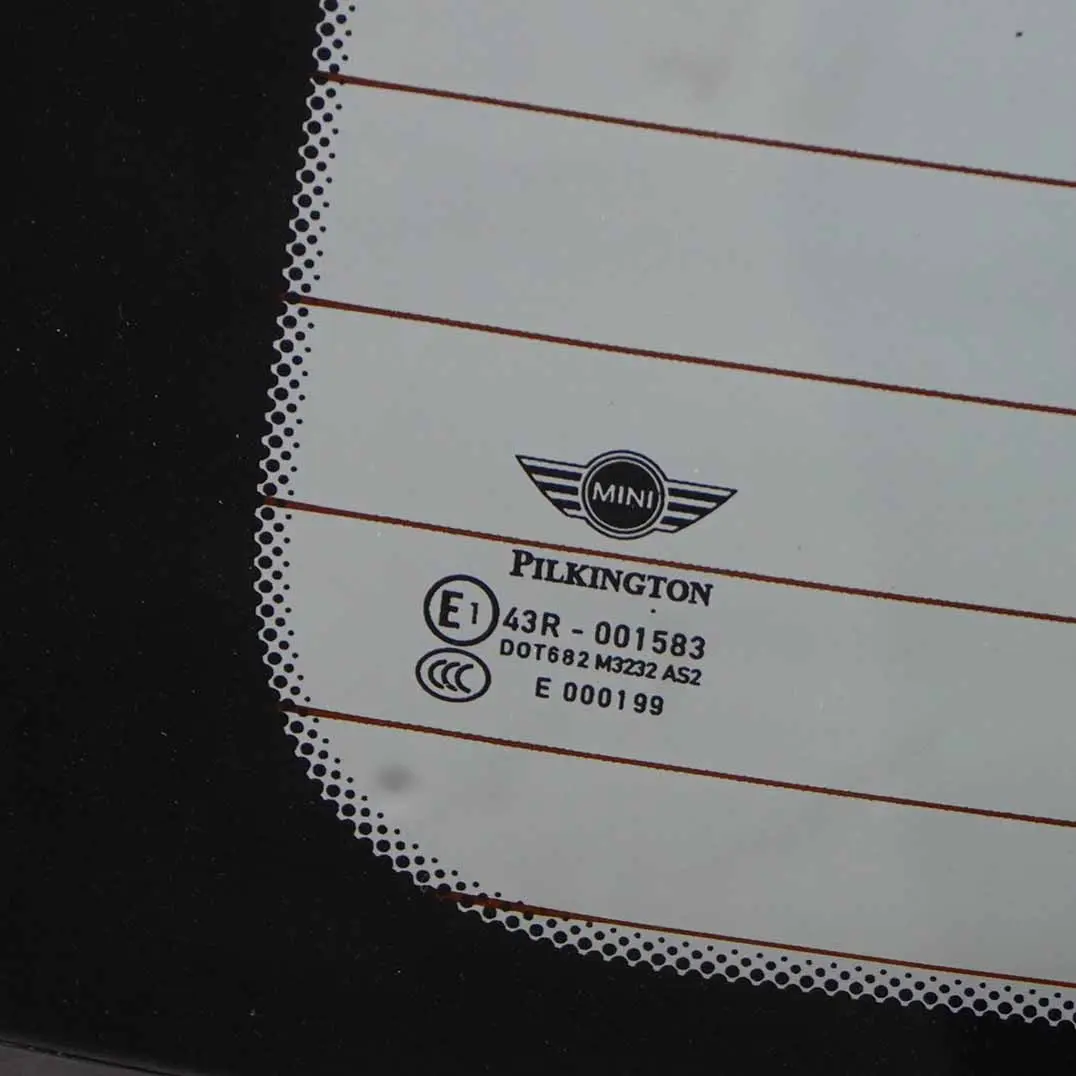 MINI
PILKINGTON
E1 43R - 001583
DOT682 M3232 AS2
CCC E 000199